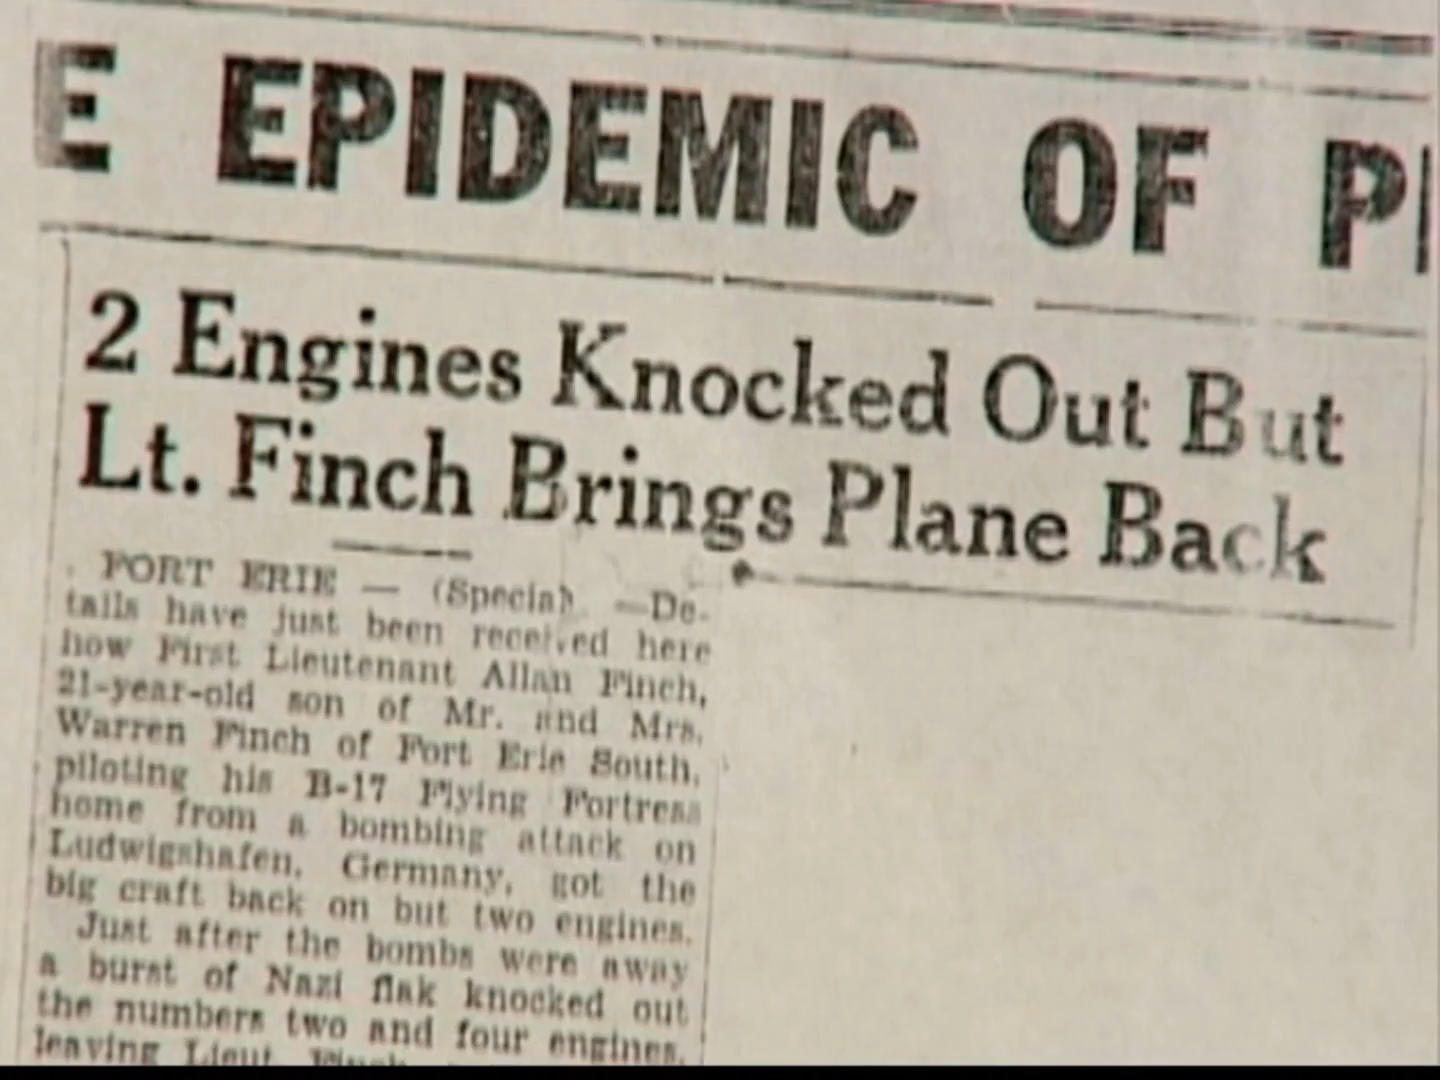 E EPIDEMIC OF P
2 Engines Knocked Out But
Lt. Finch Brings Plane Back
FORT ERIE — (Special) —De-
tails have just been received here
how First Lieutenant Allan Finch,
21-year-old son of Mr. and Mrs.
Warren Finch of Fort Erie South,
piloting his B-17 Flying Fortress
home from a bombing attack on
Ludwigshafen, Germany, got the
big craft back on but two engines.
Just after the bombs were away
a burst of Nazi flak knocked out
the numbers two and four engines,
leaving Lieut. Finch